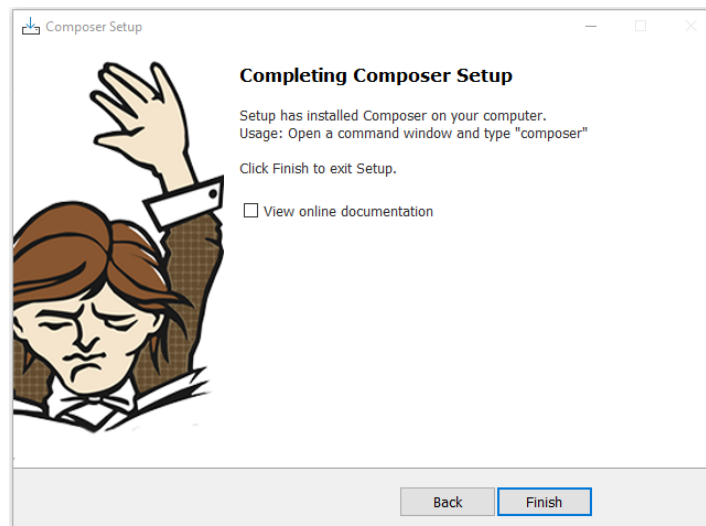 Composer Setup
Completing Composer Setup
Setup has installed Composer on your computer.
Usage: Open a command window and type "composer"
Click Finish to exit Setup.
View online documentation
Back
Finish